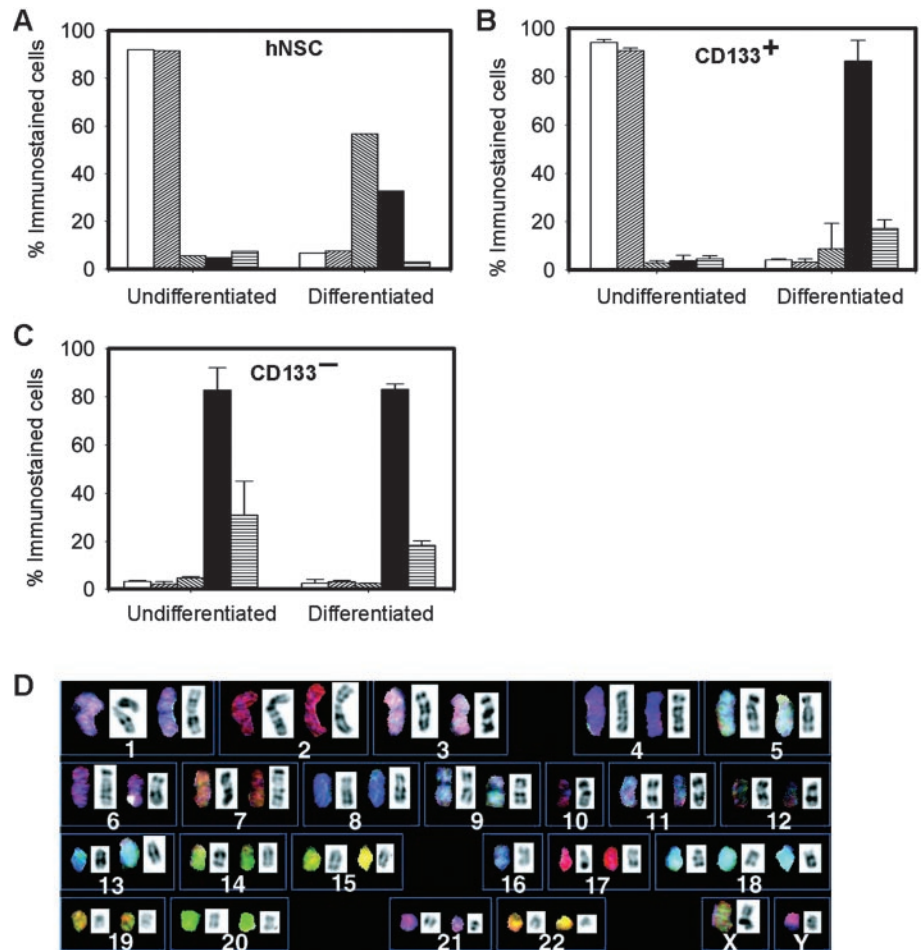 A
hNSC
% Immunostained cells
100
80
60
40
20
0
Undifferentiated Differentiated
B
CD133+
% Immunostained cells
100
80
60
40
20
0
Undifferentiated Differentiated
C
CD133−
% Immunostained cells
100
80
60
40
20
0
Undifferentiated Differentiated
D
1 2 3 4 5
6 7 8 9 10 11 12
13 14 15 16 17 18
19 20 21 22 X Y